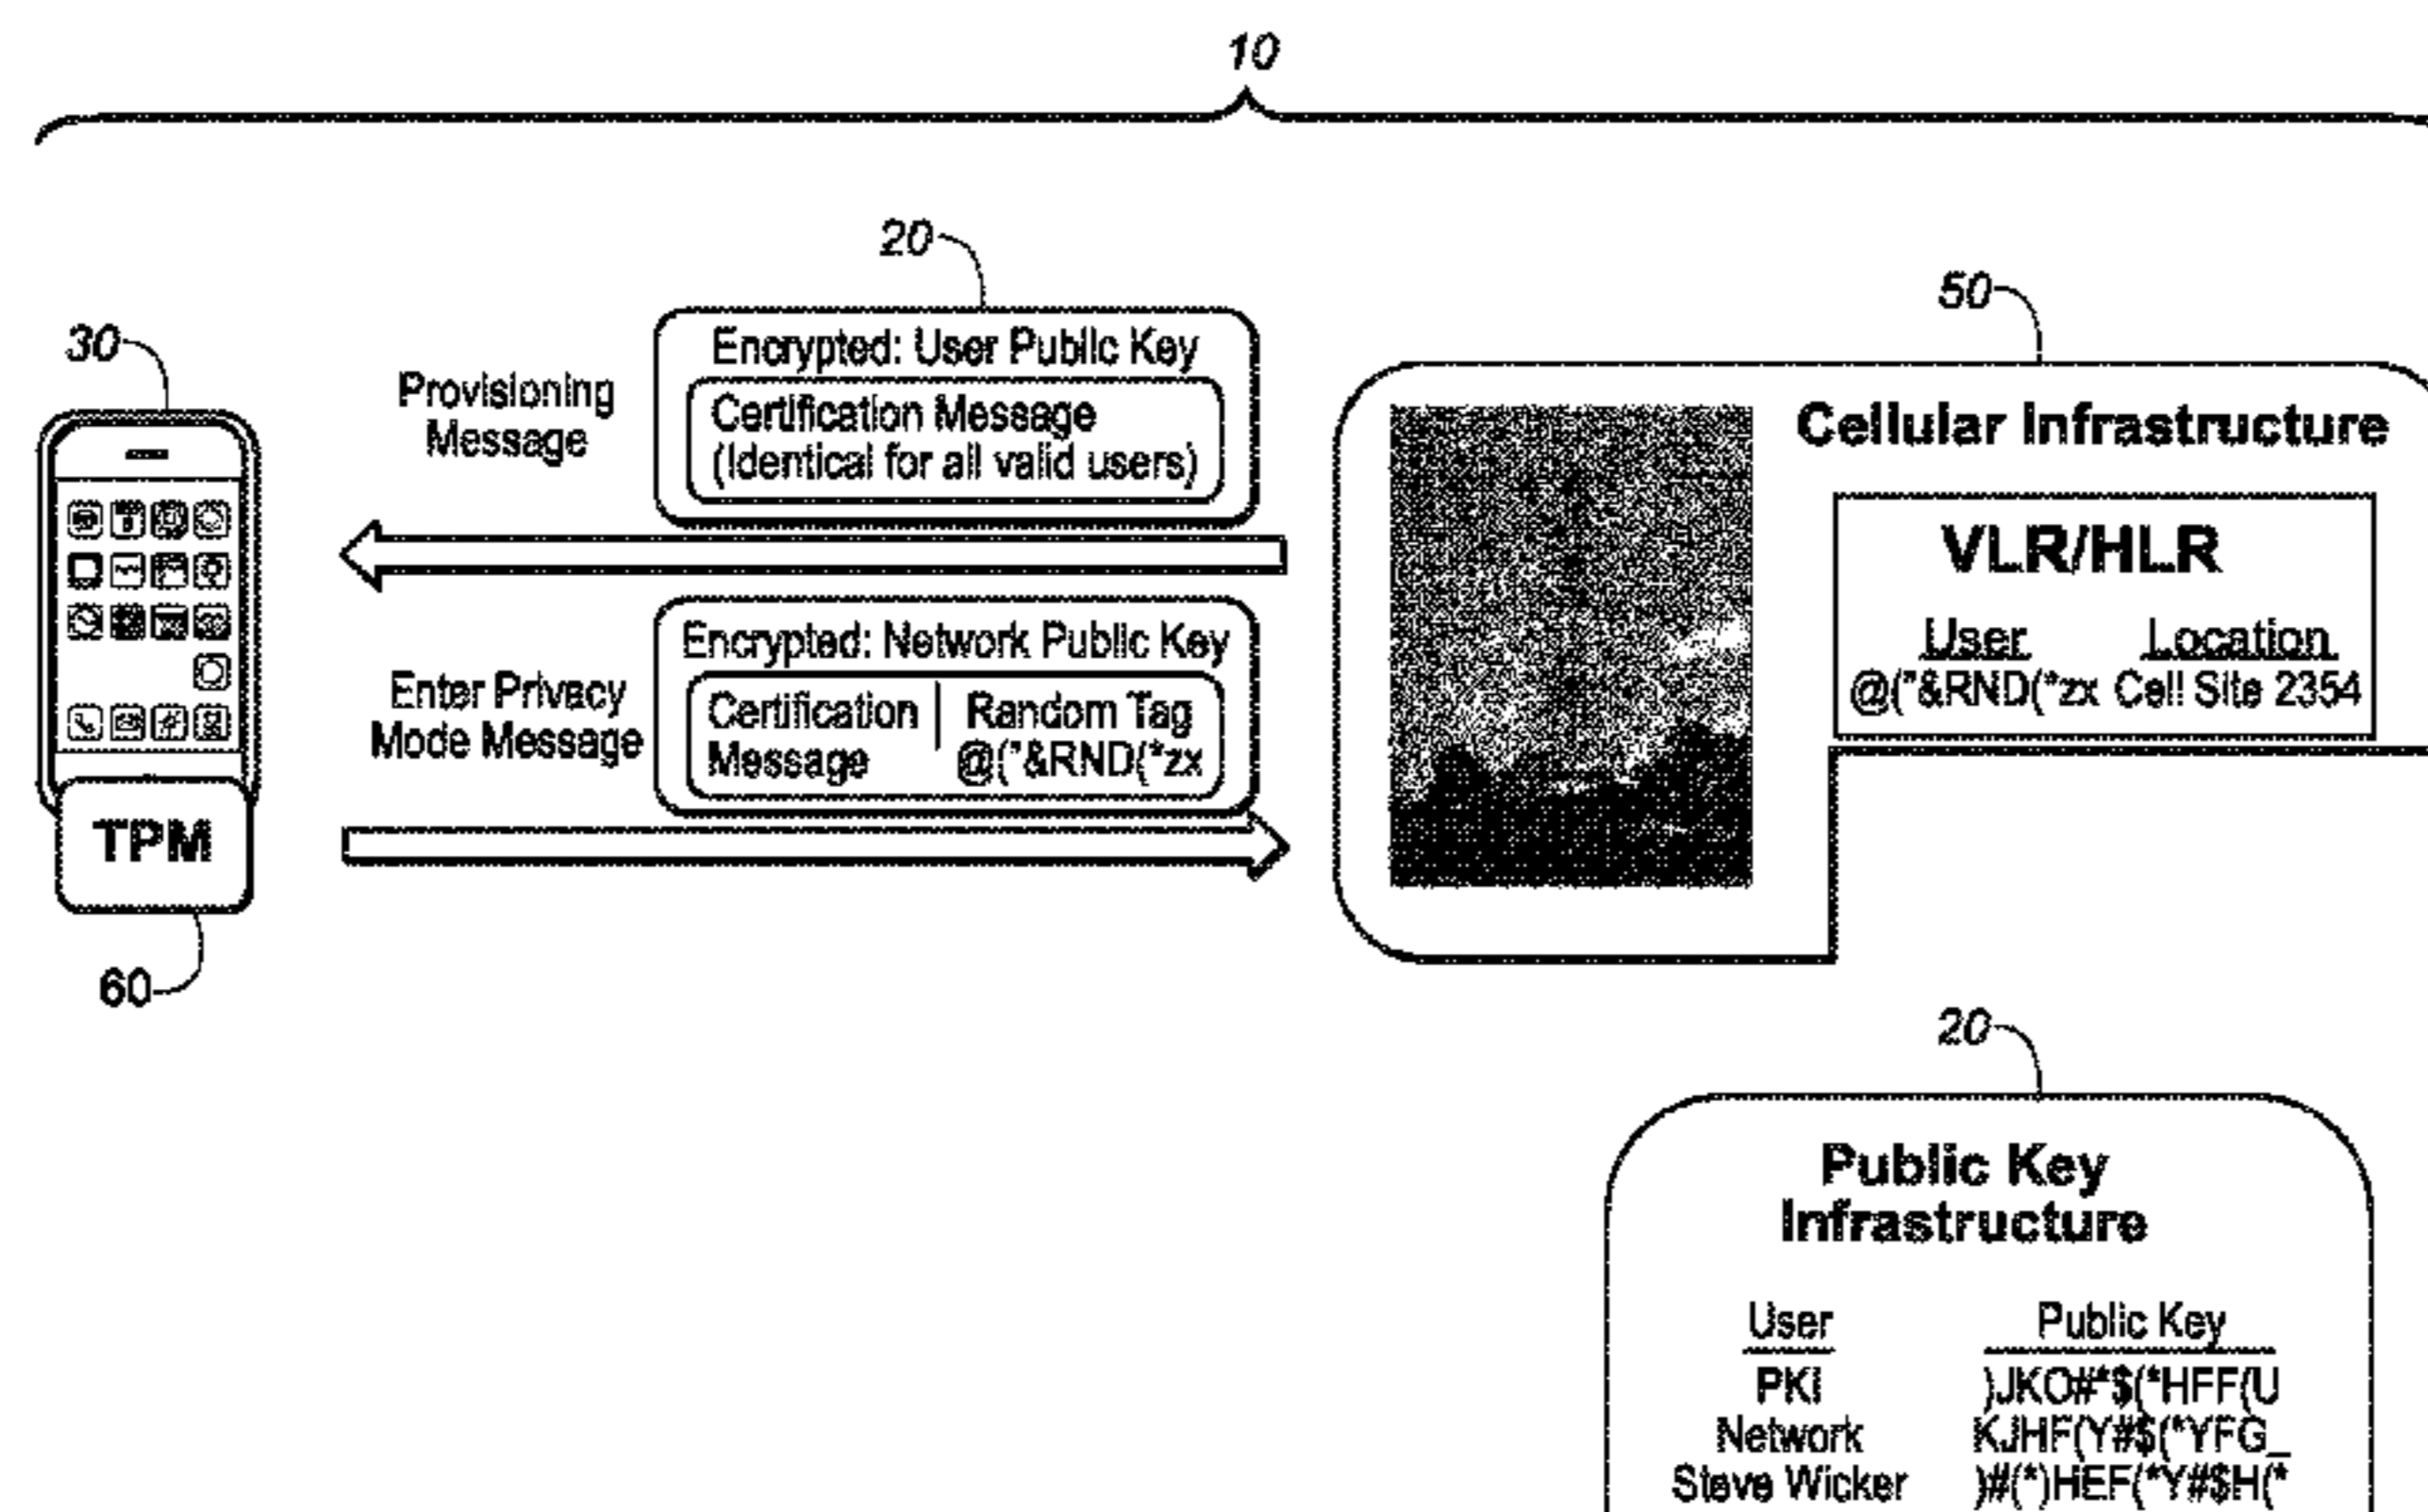 10
20
50
30
Provisioning
Message
Encrypted: User Public Key
Certification Message
(Identical for all valid users)
Cellular Infrastructure
VLR/HLR
User Location
@("&RND(*zx Cell Site 2354
Enter Privacy
Mode Message
Encrypted: Network Public Key
Certification
Message
Random Tag
@("&RND(*zx
TPM
60
20
Public Key
Infrastructure
User Public Key
PKI )JKO#*$(*HFF(U
Network KJHF(Y#$(*YFG_
Steve Wicker )#(*)HEF(*Y#$H(*